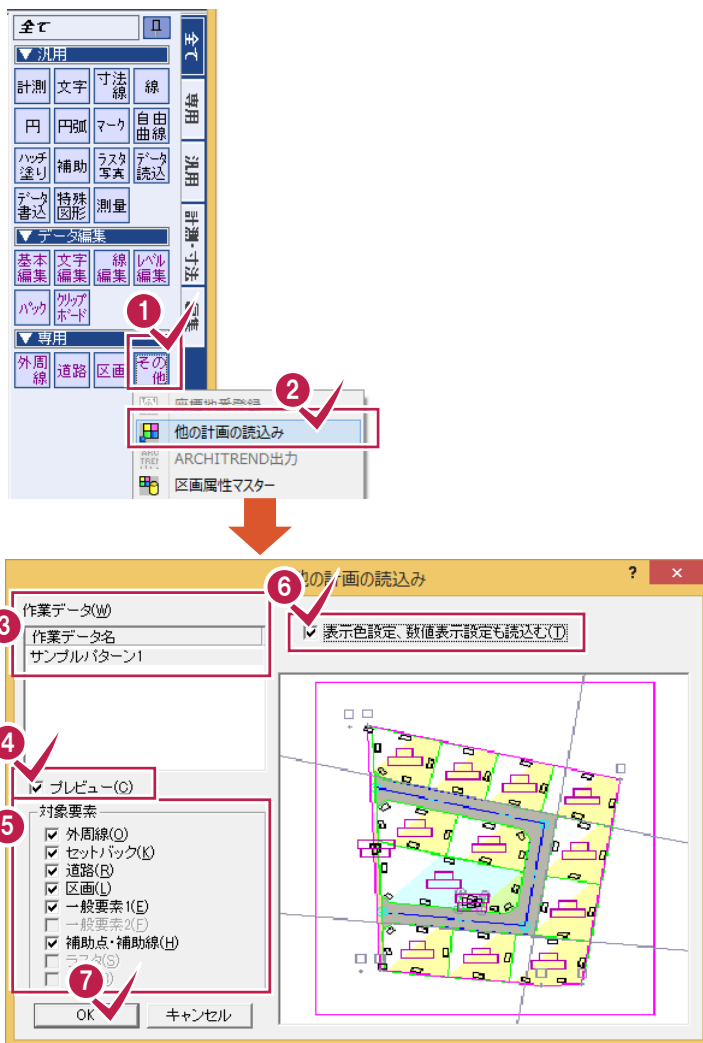 全て
▼ 汎用
計測 文字 寸法線 線
円 円弧 マーク 自由曲線
ハッチ塗り 補助 ラスタ写真 データ読込
データ書込 特殊図形 測量
▼ データ編集
基本編集 文字編集 線編集 レベル編集
パック クリップボード
▼ 専用
外周線 道路 区画 その他
全て
専用
汎用
計測・寸法
1
2
他の計画の読込み
ARCHITREND出力
区画属性マスター
の計画の読込み
? ×
6
作業データ(W)
表示色設定、数値表示設定も読込む(T)
3
作業データ名
サンプルパターン1
4
プレビュー(C)
5
対象要素
外周線(O)
セットバック(K)
道路(R)
区画(L)
一般要素1(E)
一般要素2(F)
補助点・補助線(H)
ラスタ(S)
7
OK キャンセル